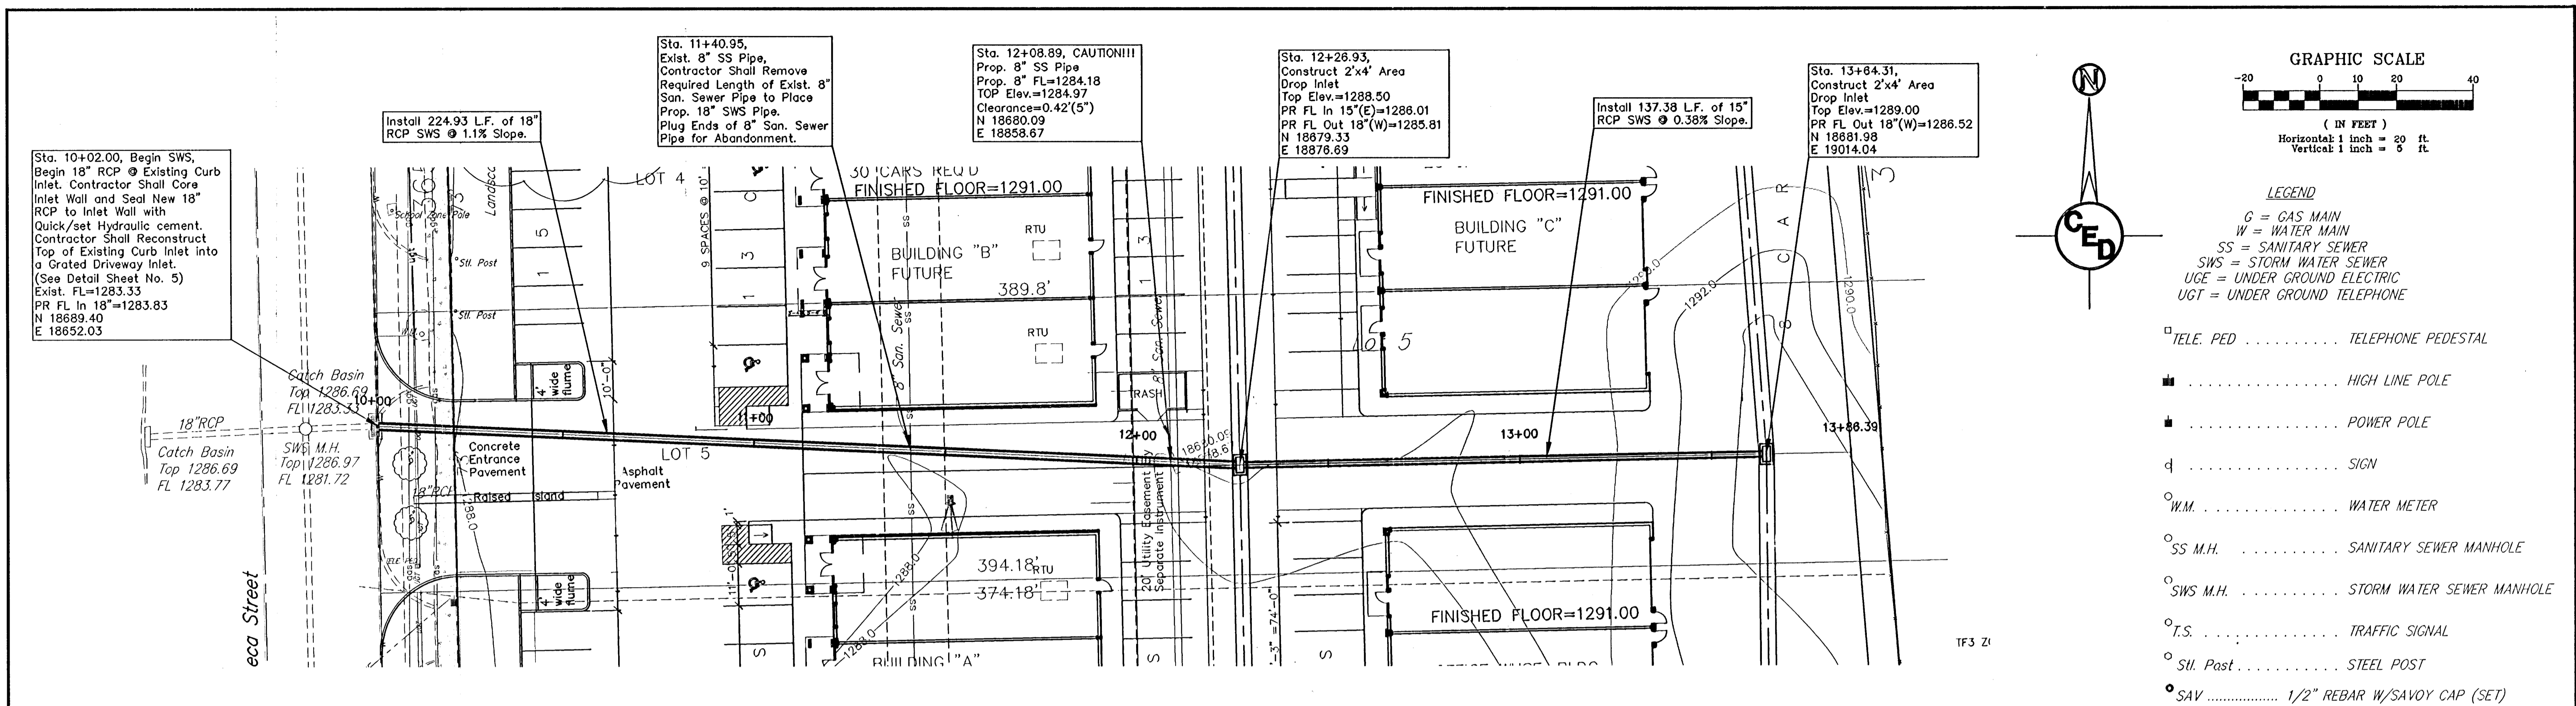 Sta. 10+02.00, Begin SWS,
Begin 18" RCP @ Existing Curb
Inlet. Contractor Shall Core
Inlet Wall and Seal New 18"
RCP to Inlet Wall with
Quick/set Hydraulic cement.
Contractor Shall Reconstruct
Top of Existing Curb Inlet into
a Grated Driveway Inlet.
(See Detail Sheet No. 5)
Exist. FL=1283.33
PR FL In 18"=1283.83
N 18689.40
E 18652.03
Install 224.93 L.F. of 18"
RCP SWS @ 1.1% Slope.
Sta. 11+40.95,
Exist. 8" SS Pipe,
Contractor Shall Remove
Required Length of Exist. 8"
San. Sewer Pipe to Place
Prop. 18" SWS Pipe.
Plug Ends of 8" San. Sewer
Pipe for Abandonment.
Sta. 12+08.89, CAUTION!!!
Prop. 8" SS Pipe
Prop. 8" FL=1284.18
TOP Elev.=1284.97
Clearance=0.42'(5")
N 18680.09
E 18858.67
Sta. 12+26.93,
Construct 2'x4' Area
Drop Inlet
Top Elev.=1288.50
PR FL In 15"(E)=1286.01
PR FL Out 18"(W)=1285.81
N 18679.33
E 18876.69
Install 137.38 L.F. of 15"
RCP SWS @ 0.38% Slope.
Sta. 13+64.31,
Construct 2'x4' Area
Drop Inlet
Top Elev.=1289.00
PR FL Out 18"(W)=1286.52
N 18681.98
E 19014.04
N
CED
GRAPHIC SCALE
-20 0 10 20 40
( IN FEET )
Horizontal: 1 inch = 20 ft.
Vertical: 1 inch = 5 ft.
LEGEND
G = GAS MAIN
W = WATER MAIN
SS = SANITARY SEWER
SWS = STORM WATER SEWER
UGE = UNDER GROUND ELECTRIC
UGT = UNDER GROUND TELEPHONE
TELE. PED .......... TELEPHONE PEDESTAL
................ HIGH LINE POLE
................ POWER POLE
................ SIGN
W.M. .............. WATER METER
SS M.H. .......... SANITARY SEWER MANHOLE
SWS M.H. .......... STORM WATER SEWER MANHOLE
T.S. .............. TRAFFIC SIGNAL
Stl. Post .......... STEEL POST
SAV .................. 1/2" REBAR W/SAVOY CAP (SET)
LOT 4
School Zone Pole
Stl. Post
Stl. Post
15
9 SPACES @ 10'
13
30 CARS REQ'D
FINISHED FLOOR=1291.00
RTU
BUILDING "B"
FUTURE
389.8'
RTU
8" San. Sewer
SS
13
8" San. Sewer
TRASH
FINISHED FLOOR=1291.00
BUILDING "C"
FUTURE
5
1292.0
1290.0
3
Catch Basin
Top 1286.69
FL 1283.33
10+00
18"RCP
Catch Basin
Top 1286.69
FL 1283.77
SWS M.H.
Top 1286.97
FL 1281.72
4'
wide
flume
10'-0"
11+00
12+00
13+00
13+86.39
Concrete
Entrance
Pavement
LOT 5
Asphalt
Pavement
18"RCP
Raised Island
1288.0
4'
wide
flume
eca Street
394.18'
RTU
374.18'
1288.0
1288.0
BUILDING "A"
20' Utility Easement By
Separate Instrument
FINISHED FLOOR=1291.00
TF3